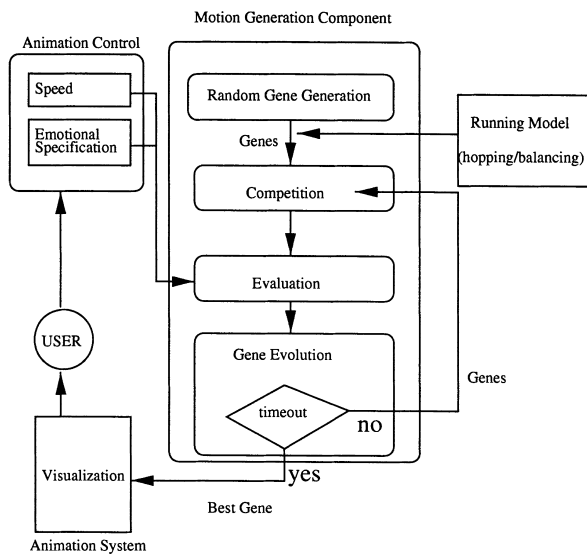 Motion Generation Component
Animation Control
Speed
Emotional
Specification
Random Gene Generation
Genes
Running Model
(hopping/balancing)
Competition
Evaluation
USER
Gene Evolution
timeout
no
Genes
yes
Visualization
Best Gene
Animation System